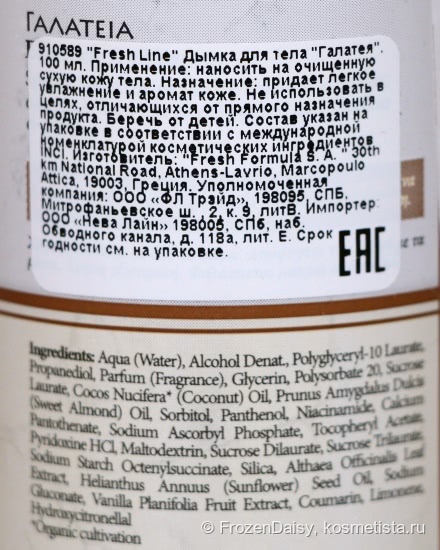 ΓΑΛΑΤΕΙΑ
910589 "Fresh Line" Дымка для тела "Галатея".
100 мл. Применение: наносить на очищенную
сухую кожу тела. Назначение: придает легкое
увлажнение и аромат коже. Не использовать в
целях, отличающихся от прямого назначения
продукта. Беречь от детей. Состав указан на
упаковке в соответствии с международной
номенклатурой косметических ингредиентов
INCI. Изготовитель: "Fresh Formula S. A. " 30th
km National Road, Athens-Lavrio, Marcopoulo
Attica, 19003, Греция. Уполномоченная
компания: ООО «ФЛ Трэйд», 198095, СПБ,
Митрофаньевское ш., 2, к. 9, литВ. Импортер:
ООО «Нева Лайн» 198005, СПб, наб.
Обводного канала, д. 118а, лит. Е. Срок
годности см. на упаковке.
EAC
Ingredients: Aqua (Water), Alcohol Denat., Polyglyceryl-10 Laurate,
Propanediol, Parfum (Fragrance), Glycerin, Polysorbate 20, Sucrose
Laurate, Cocos Nucifera* (Coconut) Oil, Prunus Amygdalus Dulcis
(Sweet Almond) Oil, Sorbitol, Panthenol, Niacinamide, Calcium
Pantothenate, Sodium Ascorbyl Phosphate, Tocopheryl Acetate,
Pyridoxine HCl, Maltodextrin, Sucrose Dilaurate, Sucrose Trilaurate,
Sodium Starch Octenylsuccinate, Silica, Althaea Officinalis Leaf
Extract, Helianthus Annuus (Sunflower) Seed Oil, Sodium
Gluconate, Vanilla Planifolia Fruit Extract, Coumarin, Limonene,
Hydroxycitronellal
*Organic cultivation
© FrozenDaisy, kosmetista.ru